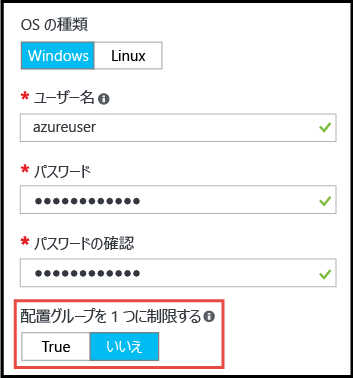 OS の種類
Windows Linux
* ユーザー名
azureuser
* パスワード
●●●●●●●●●●●●
* パスワードの確認
●●●●●●●●●●●●
配置グループを 1 つに制限する
True いいえ